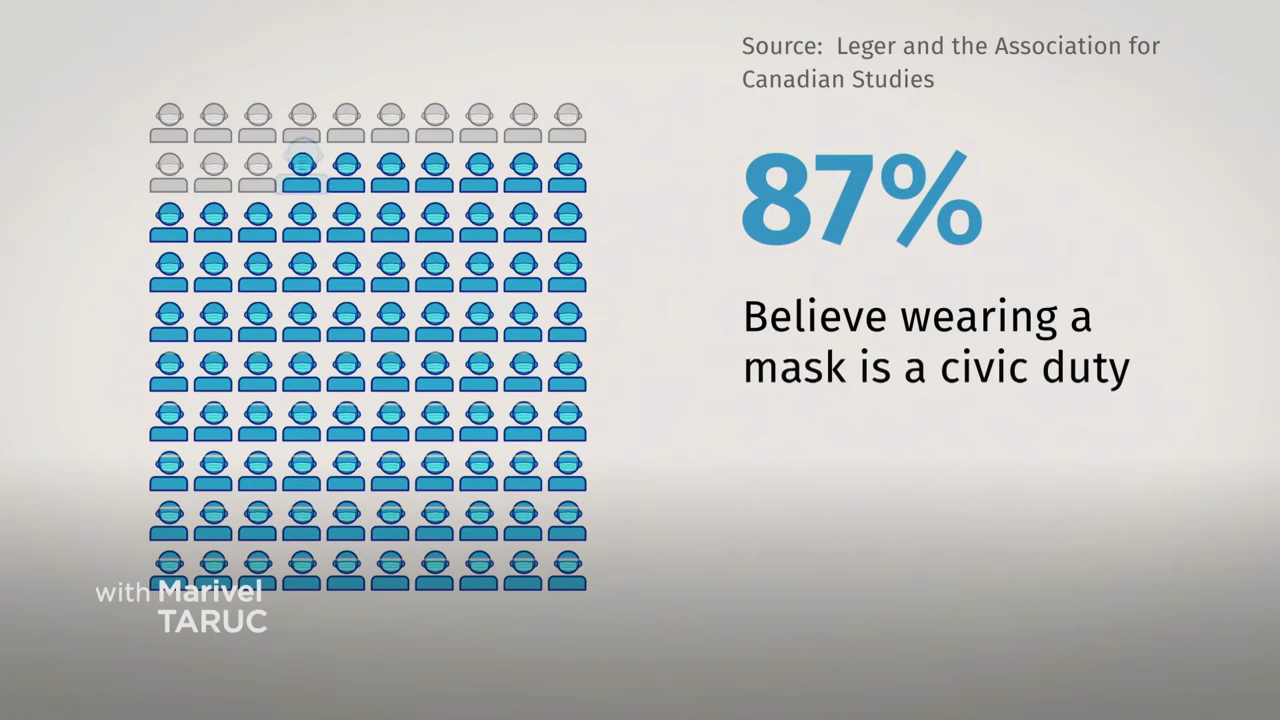 Source:  Leger and the Association for
Canadian Studies
87%
Believe wearing a
mask is a civic duty
with Marivel
TARUC